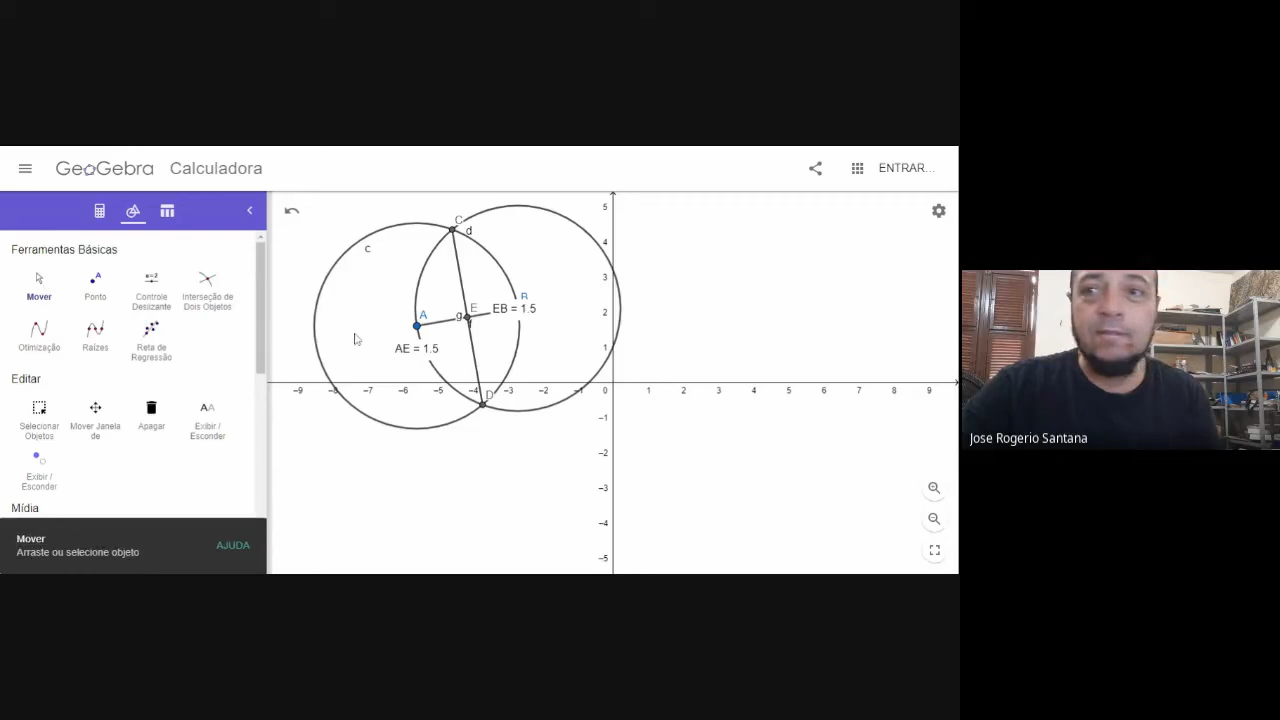 GeoGebra Calculadora
ENTRAR...
Ferramentas Básicas
Mover
Ponto
Controle
Deslizante
Interseção de
Dois Objetos
Otimização
Raízes
Reta de
Regressão
Editar
Selecionar
Objetos
Mover Janela
de
Apagar
Exibir /
Esconder
Exibir /
Esconder
Mídia
Mover
Arraste ou selecione objeto
AJUDA
a=2
A
AA
c
C
d
A
g
E
f
B
EB = 1.5
AE = 1.5
D
5
4
3
2
1
0
−1
−2
−3
−4
−5
−9 −8 −7 −6 −5 −4 −3 −2 −1 0 1 2 3 4 5 6 7 8 9
Jose Rogerio Santana